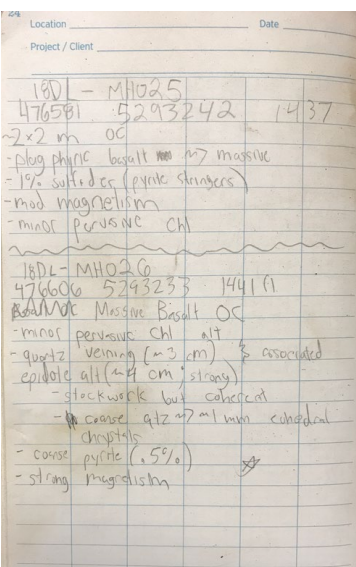 24
Location Date
Project / Client
18DL - MH025
476581 5293242 1437
~2x2 m OC
- plag phyric basalt ~> massive
- 1% sulfides (pyrite stringers)
- mod magnetism
- minor pervasive Chl
18DL - MH026
476606 5293233 1441
Massive Basalt OC
- minor pervasive Chl alt
- quartz veining (~3 cm) & associated
epidote alt (~4 cm, strong)
- stockwork but coherent
- coarse qtz ~> ~1 mm euhedral
chrystals
- coarse pyrite (.5%)
- strong magnetism